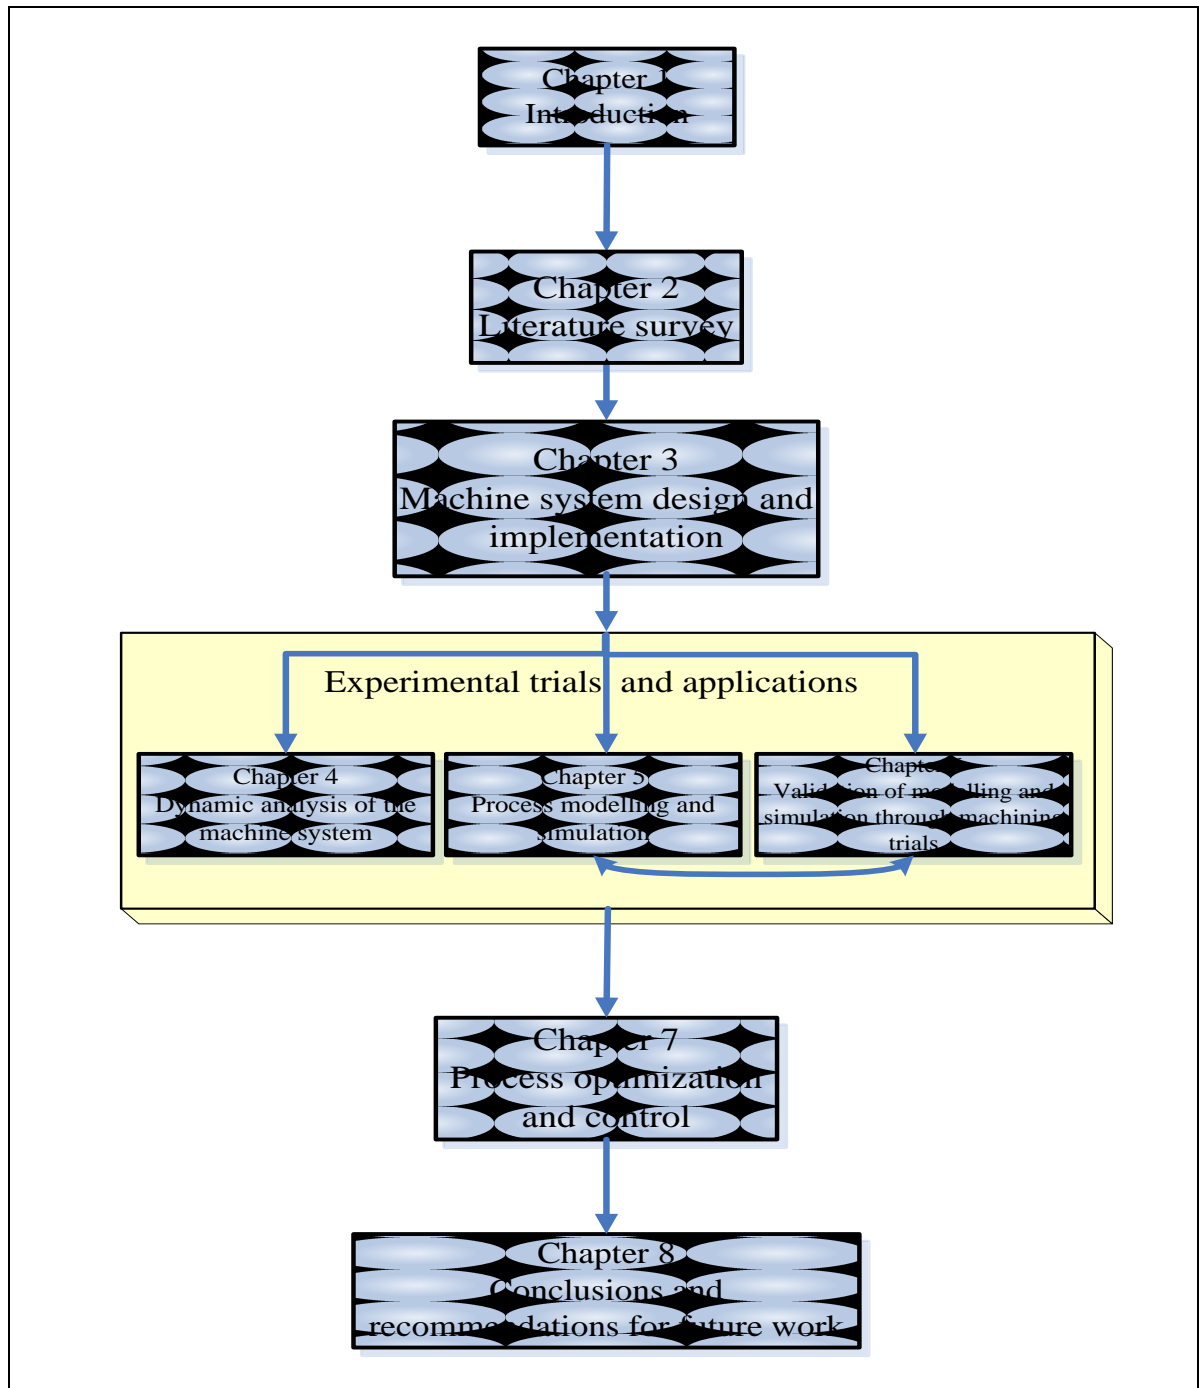 Chapter 1
Introduction
Chapter 2
Literature survey
Chapter 3
Machine system design and
implementation
Experimental trials and applications
Chapter 4
Dynamic analysis of the
machine system
Chapter 5
Process modelling and
simulation
Chapter
Validation of modelling and
simulation through machining
trials
Chapter 7
Process optimization
and control
Chapter 8
Conclusions and
recommendations for future work